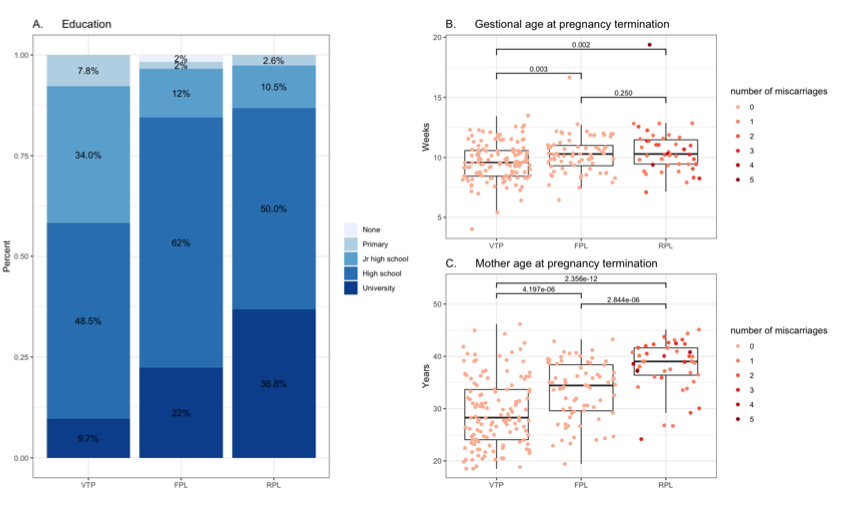 A. Education
Percent
1.00
0.75
0.50
0.25
0.00
7.8%
34.0%
48.5%
9.7%
2%
2%
12%
62%
22%
2.6%
10.5%
50.0%
36.8%
VTP FPL RPL
None
Primary
Jr high school
High school
University
B. Gestional age at pregnancy termination
Weeks
20
15
10
5
0.002
0.003
0.250
VTP FPL RPL
number of miscarriages
0
1
2
3
4
5
C. Mother age at pregnancy termination
Years
50
40
30
20
2.356e-12
4.197e-06
2.844e-06
VTP FPL RPL
number of miscarriages
0
1
2
3
4
5